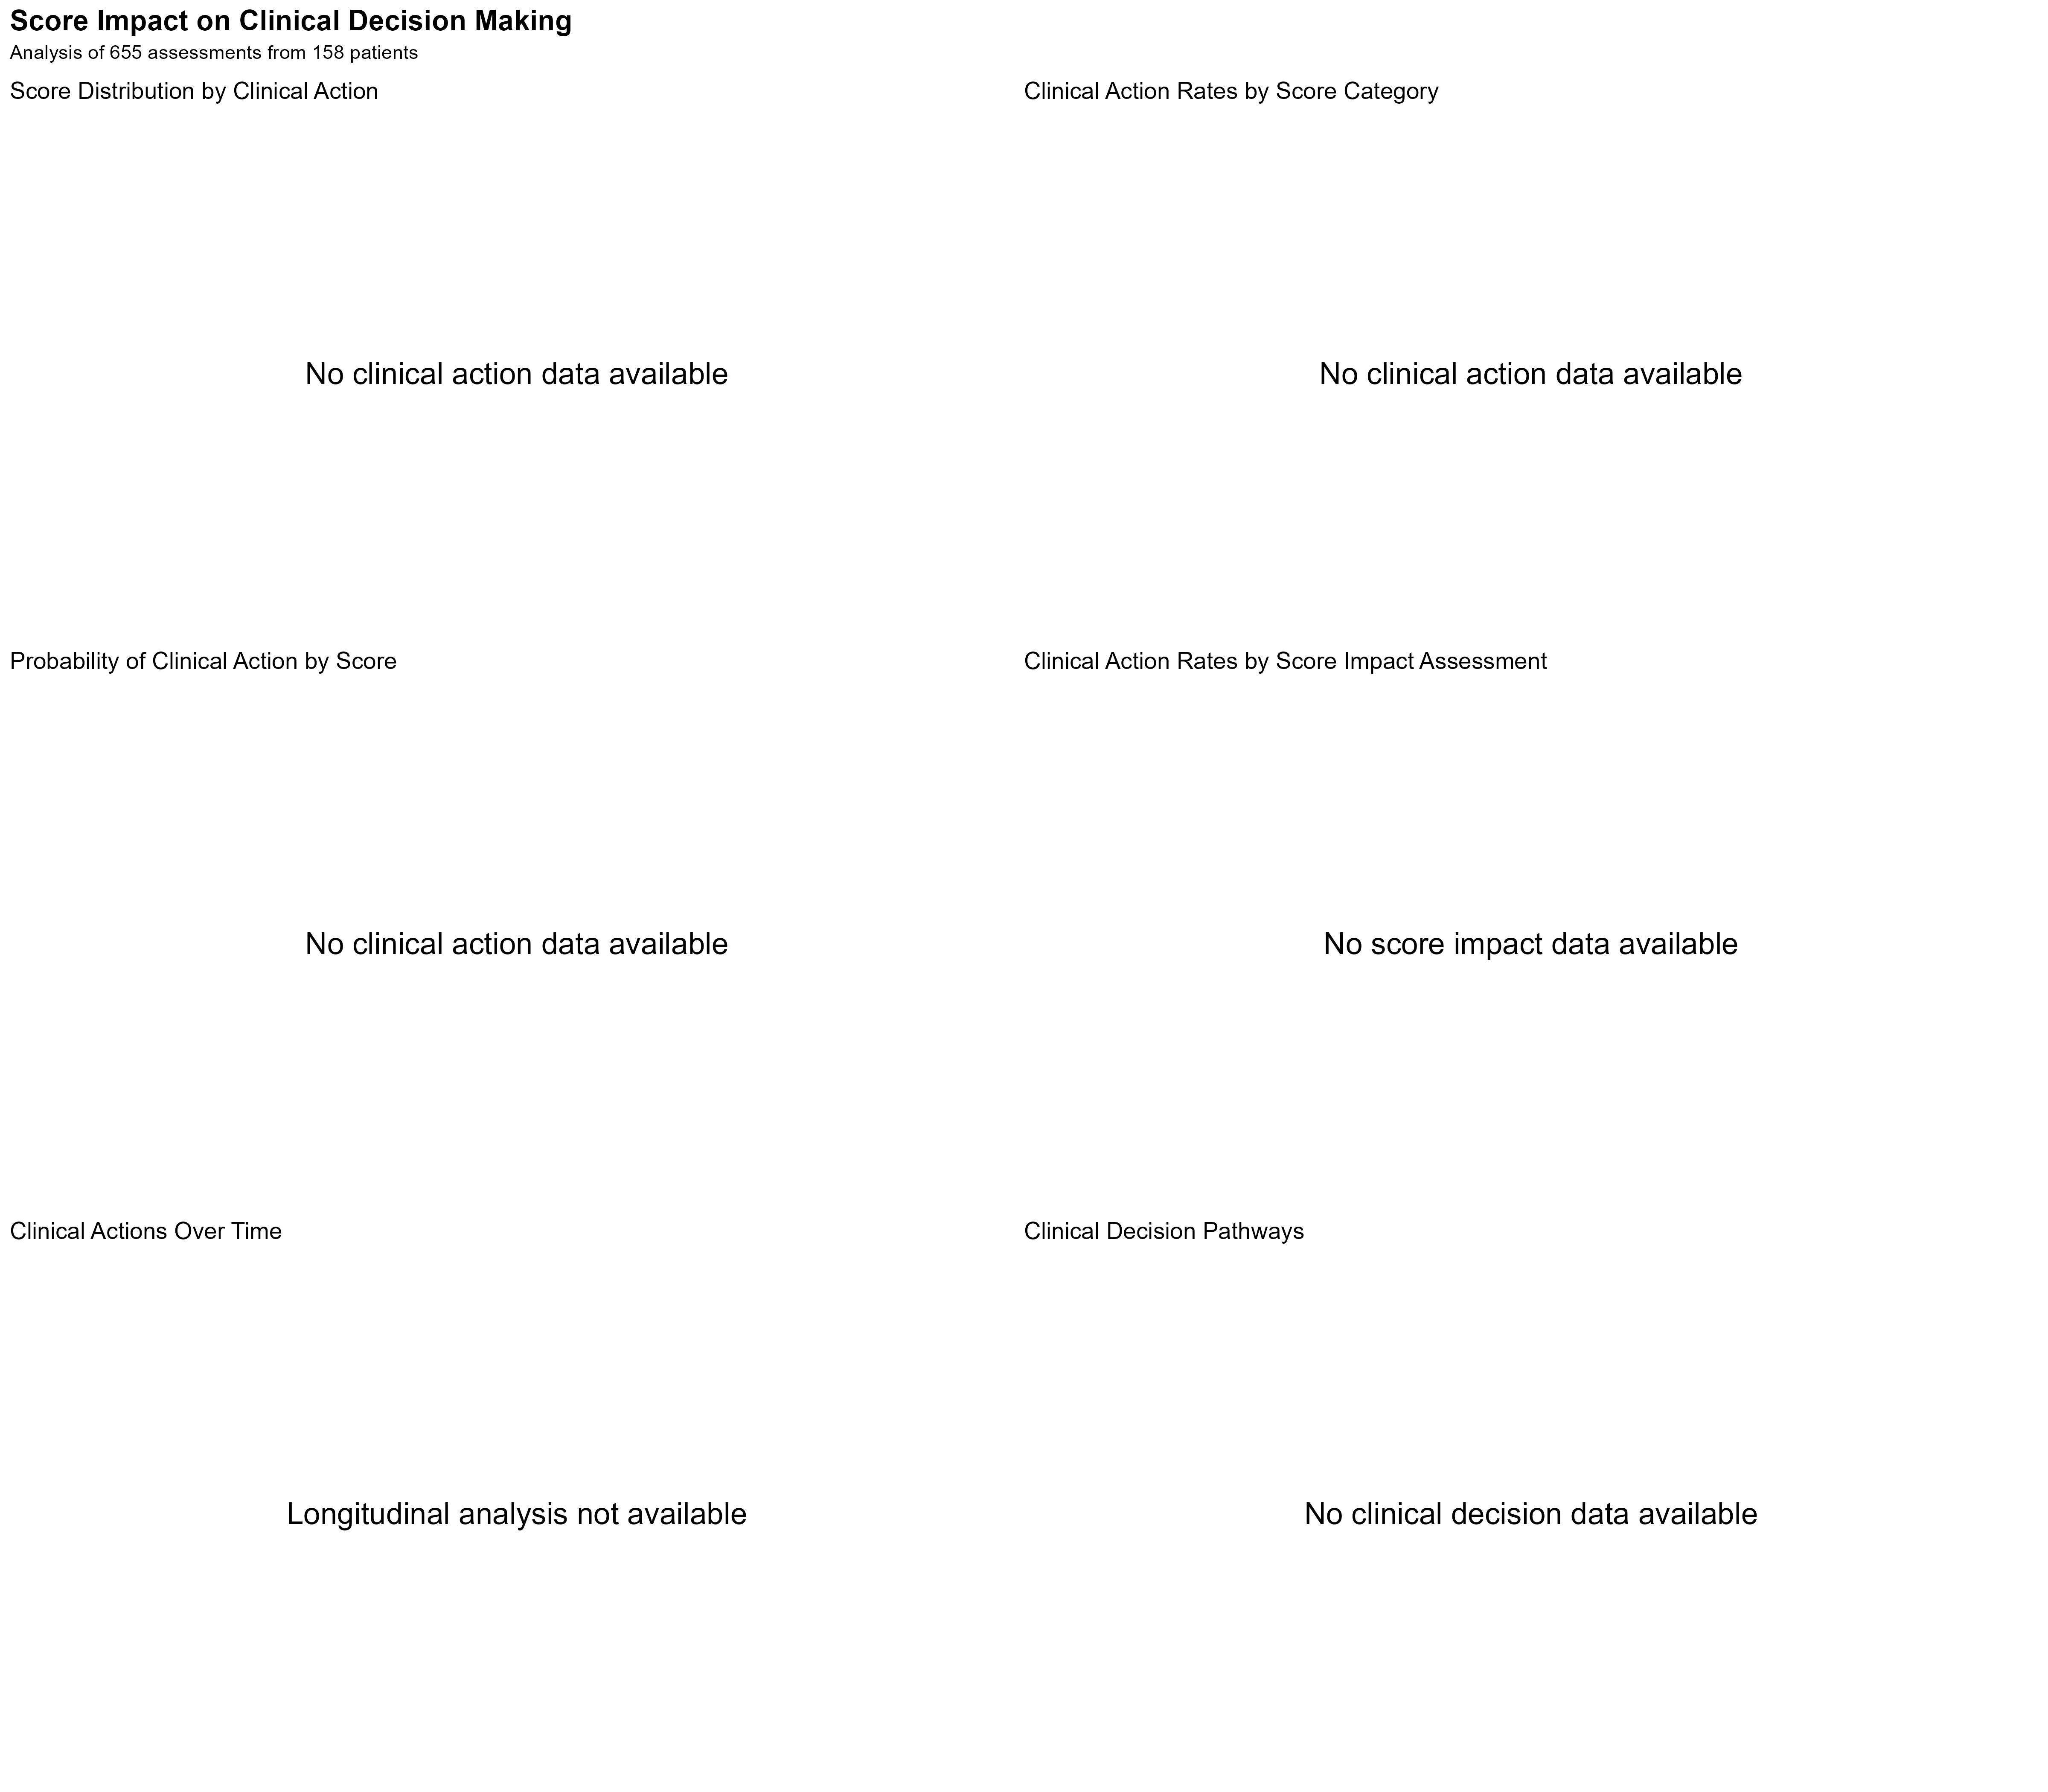 Score Impact on Clinical Decision Making
Analysis of 655 assessments from 158 patients
Score Distribution by Clinical Action
Clinical Action Rates by Score Category
No clinical action data available
No clinical action data available
Probability of Clinical Action by Score
Clinical Action Rates by Score Impact Assessment
No clinical action data available
No score impact data available
Clinical Actions Over Time
Clinical Decision Pathways
Longitudinal analysis not available
No clinical decision data available